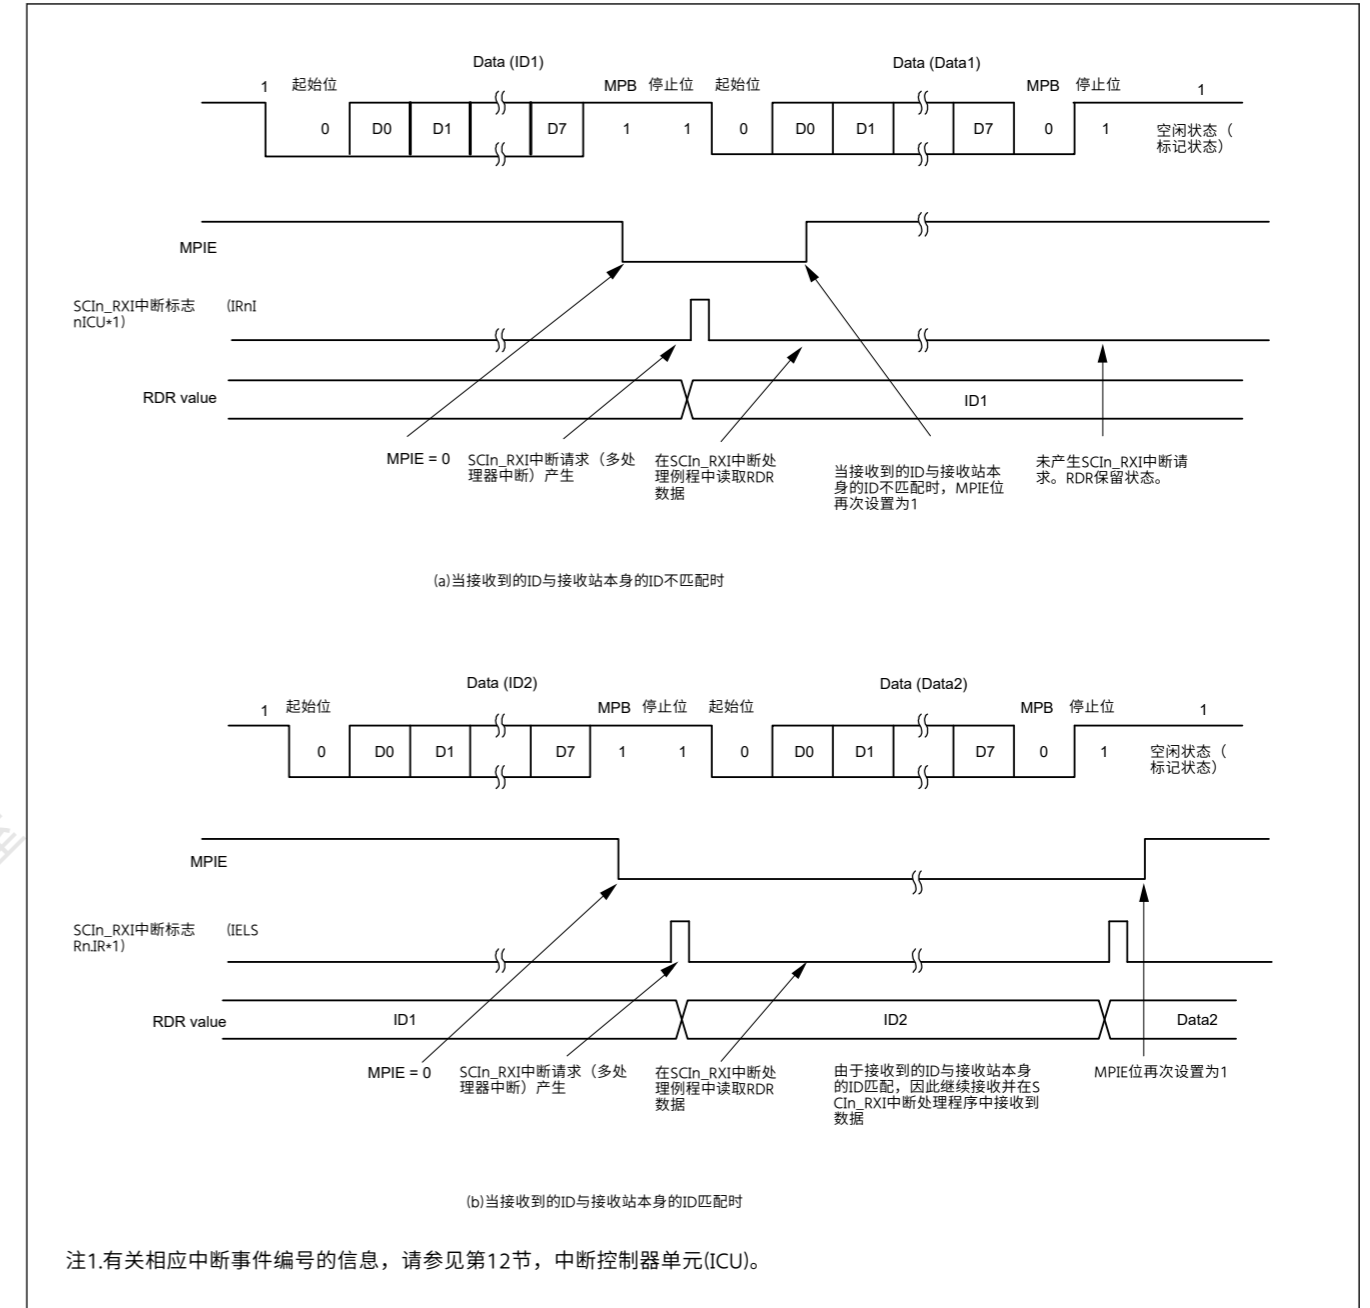 Data (ID1)
Data (Data1)
1 起始位 MPB 停止位 起始位 MPB 停止位 1
0 D0 D1 D7 1 1 0 D0 D1 D7 0 1 空闲状态（
标记状态）
MPIE
SCIn_RXI中断标志 （IRnI
nICU*1）
RDR value
ID1
MPIE = 0
SCIn_RXI中断请求（多处
理器中断）产生
在SCIn_RXI中断处
理例程中读取RDR
数据
当接收到的ID与接收站本
身的ID不匹配时，MPIE位
再次设置为1
未产生SCIn_RXI中断请
求。RDR保留状态。
(a)当接收到的ID与接收站本身的ID不匹配时
Data (ID2)
Data (Data2)
1 起始位 MPB 停止位 起始位 MPB 停止位 1
0 D0 D1 D7 1 1 0 D0 D1 D7 0 1 空闲状态（
标记状态）
MPIE
SCIn_RXI中断标志 （IELS
Rn.IR*1）
RDR value
ID1
ID2
Data2
MPIE = 0
SCIn_RXI中断请求（多处
理器中断）产生
在SCIn_RXI中断处
理例程中读取RDR
数据
由于接收到的ID与接收站本身
的ID匹配，因此继续接收并在S
CIn_RXI中断处理程序中接收到
数据
MPIE位再次设置为1
(b)当接收到的ID与接收站本身的ID匹配时
注1.有关相应中断事件编号的信息，请参见第12节，中断控制器单元(ICU)。